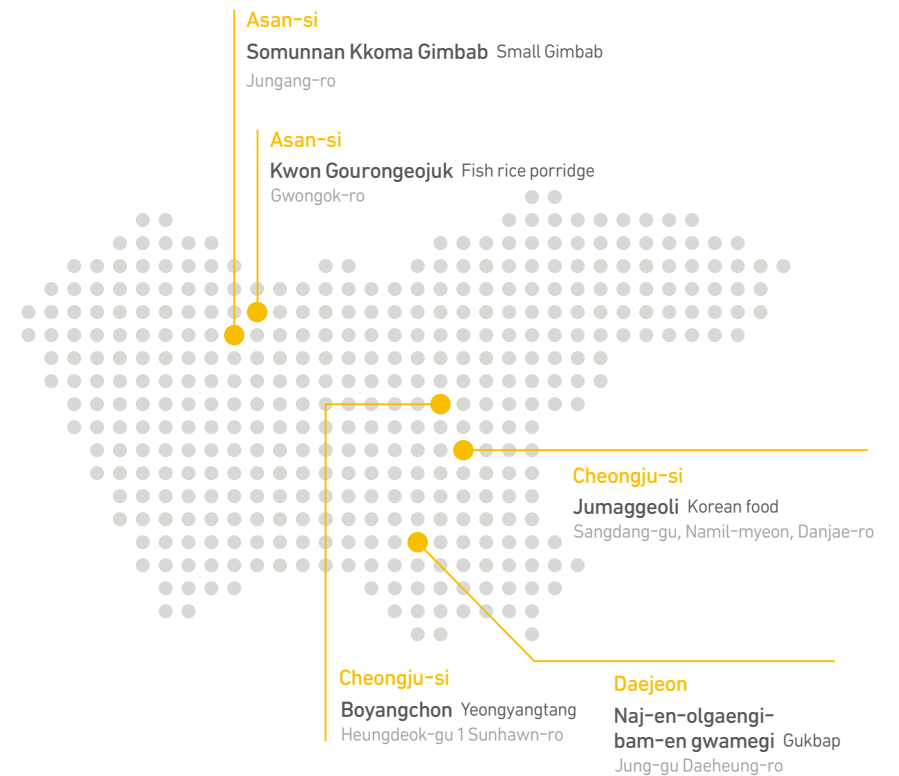 Asan-si
Somunnan Kkoma Gimbab Small Gimbab
Jungang-ro
Asan-si
Kwon Gourongeojuk Fish rice porridge
Gwongok-ro
Cheongju-si
Jumaggeoli Korean food
Sangdang-gu, Namil-myeon, Danjae-ro
Cheongju-si
Boyangchon Yeongyangtang
Heungdeok-gu 1 Sunhawn-ro
Daejeon
Naj-en-olgaengi-
bam-en gwamegi Gukbap
Jung-gu Daeheung-ro